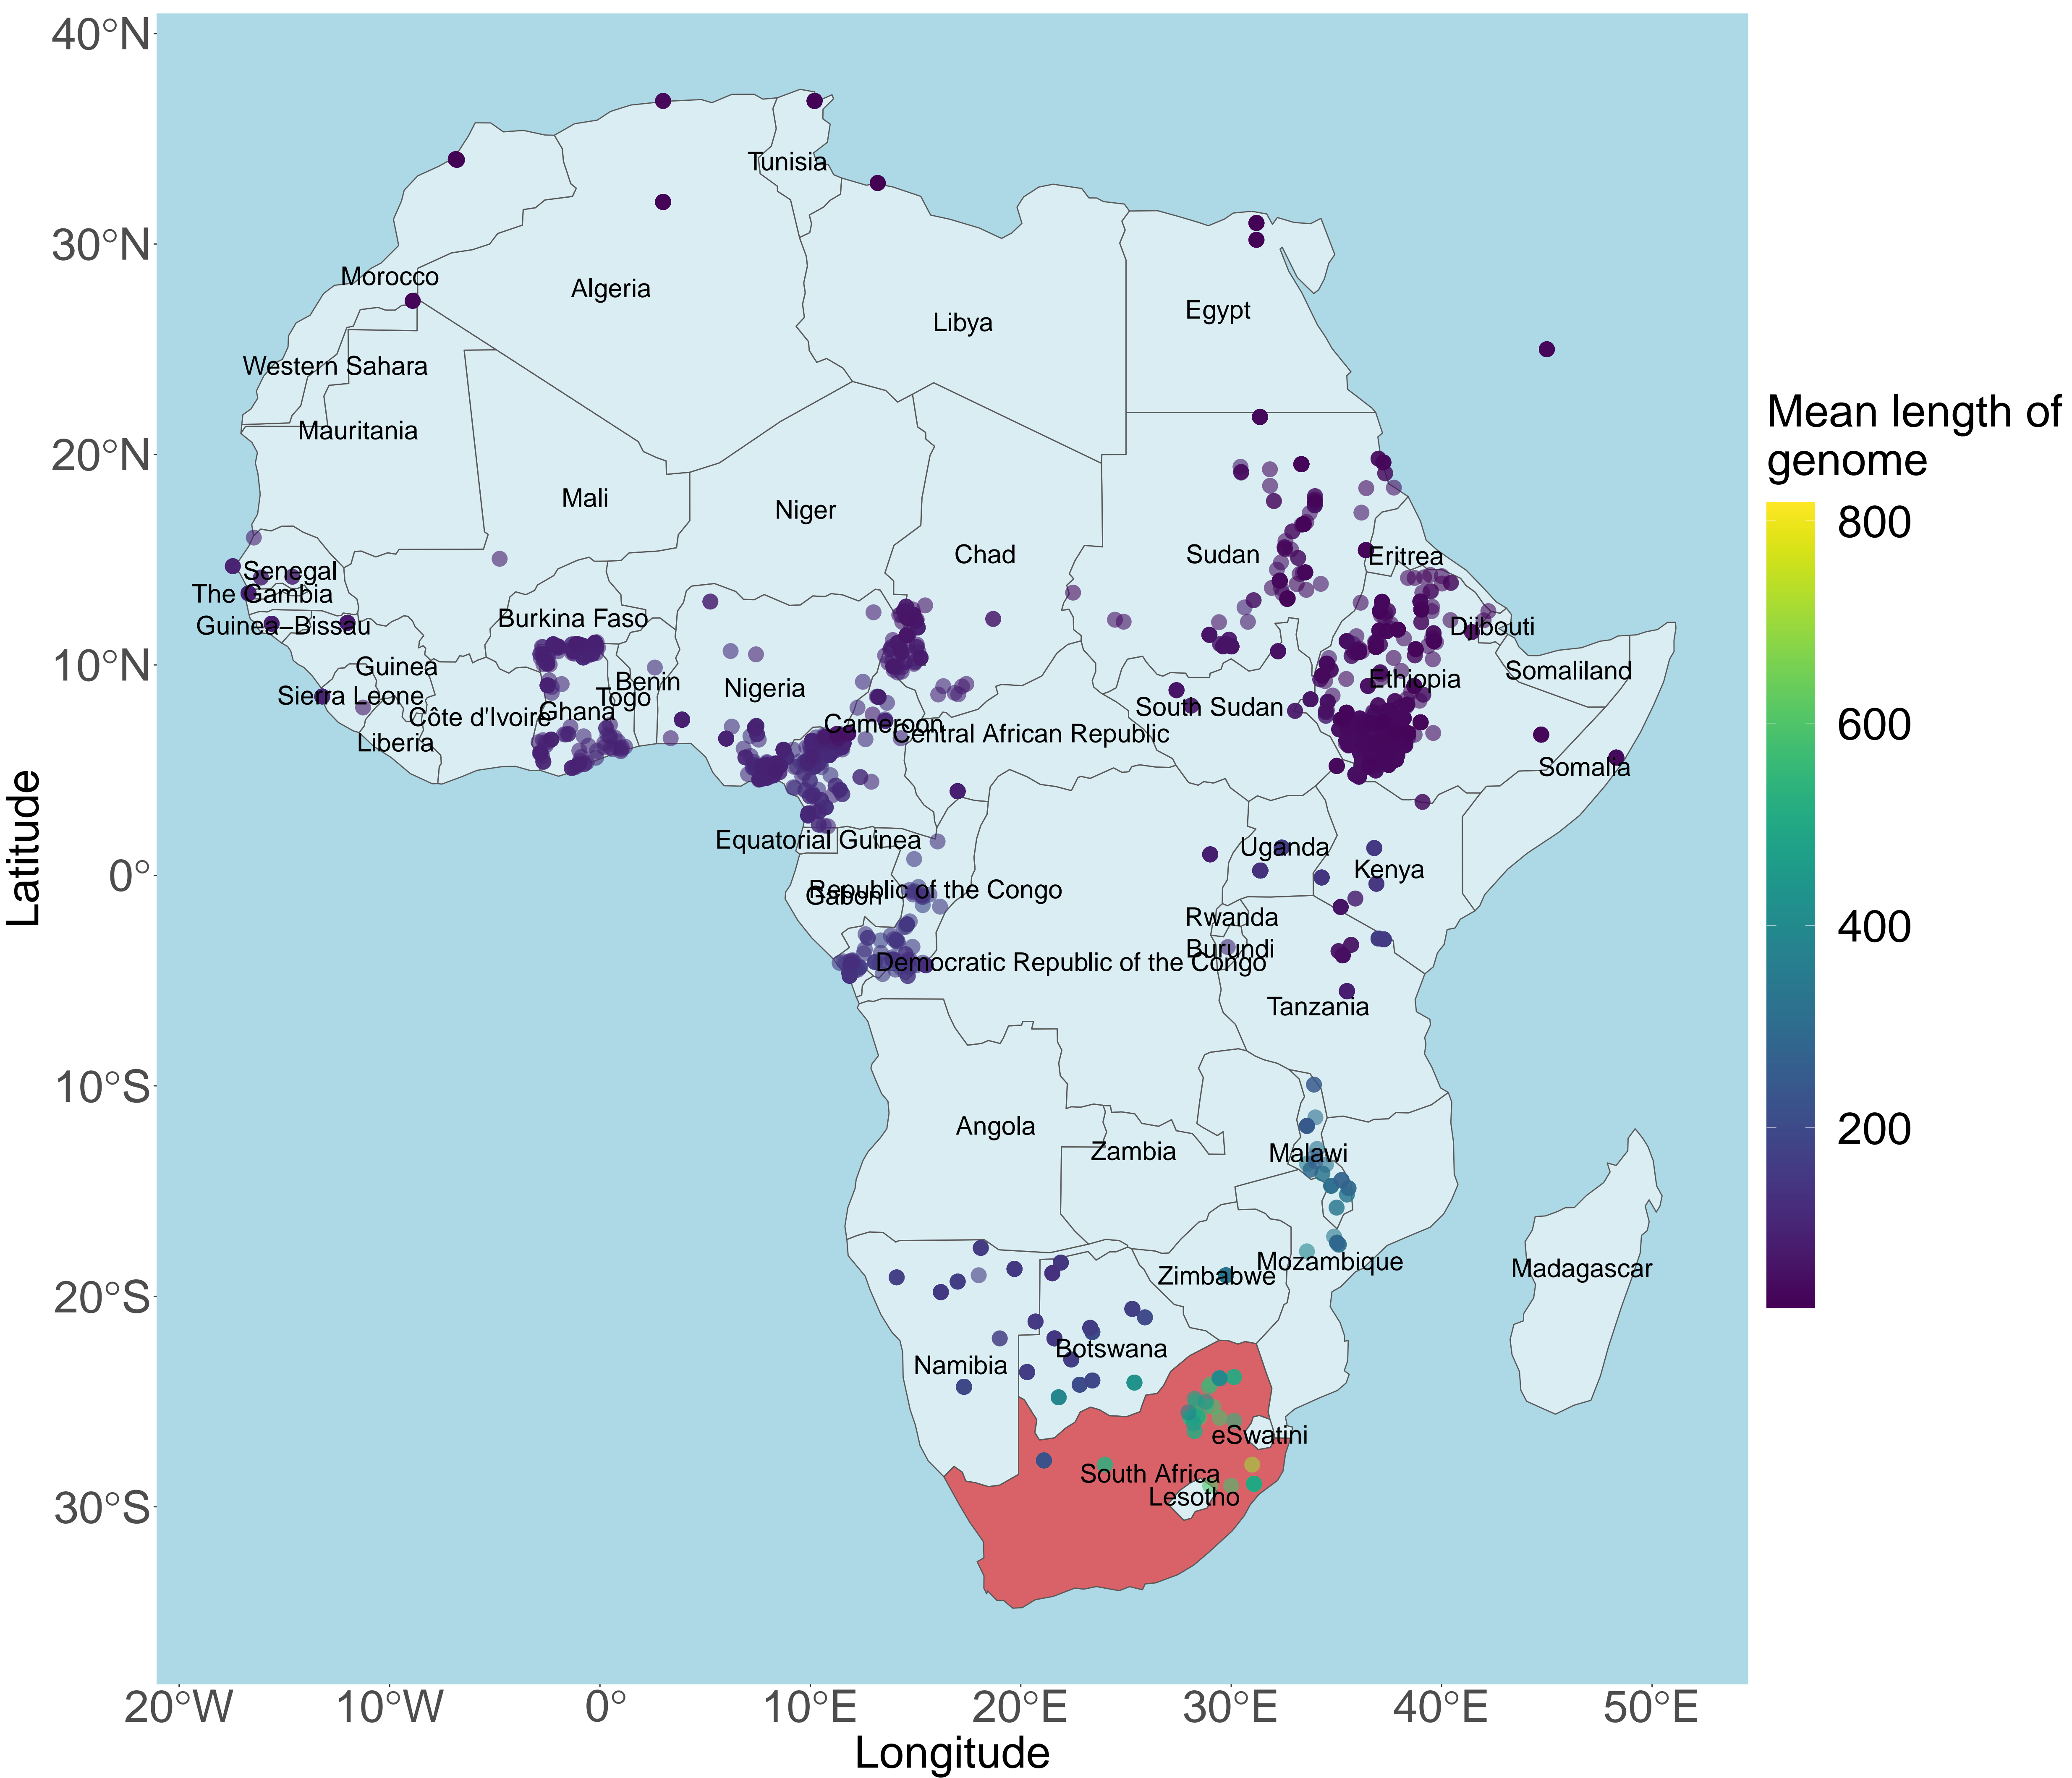 40°N
30°N
20°N
10°N
0°
10°S
20°S
30°S
Latitude
20°W
10°W
0°
10°E
20°E
30°E
40°E
50°E
Longitude
Tunisia
Morocco
Algeria
Libya
Egypt
Western Sahara
Mauritania
Mali
Niger
Chad
Sudan
Eritrea
Senegal
The Gambia
Guinea−Bissau
Burkina Faso
Djibouti
Guinea
Benin
Nigeria
Ethiopia
Somaliland
Sierra Leone
Togo
Côte d'Ivoire
Ghana
Cameroon
South Sudan
Liberia
Central African Republic
Somalia
Equatorial Guinea
Uganda
Kenya
Republic of the Congo
Gabon
Rwanda
Burundi
Democratic Republic of the Congo
Tanzania
Angola
Zambia
Malawi
Mozambique
Zimbabwe
Madagascar
Botswana
Namibia
eSwatini
South Africa
Lesotho
Mean length of
genome
800
600
400
200